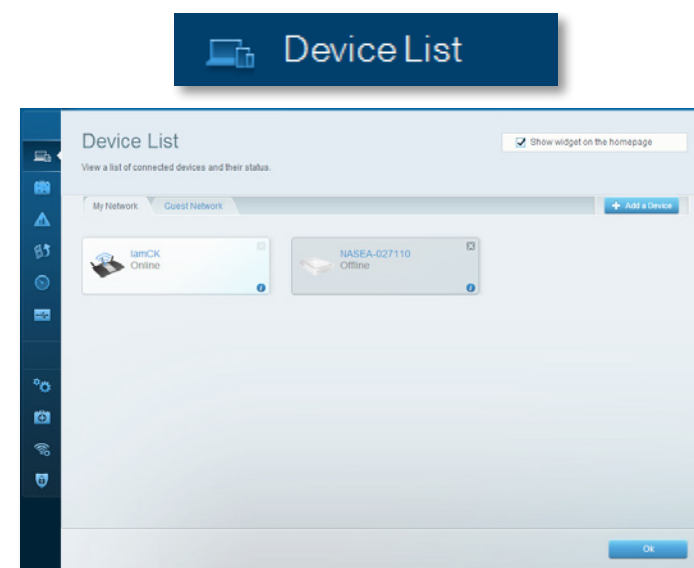 Device List
Device List
Show widget on the homepage
View a list of connected devices and their status.
My Network
Guest Network
Add a Device
IamCK
Online
NASEA-027110
Offline
Ok